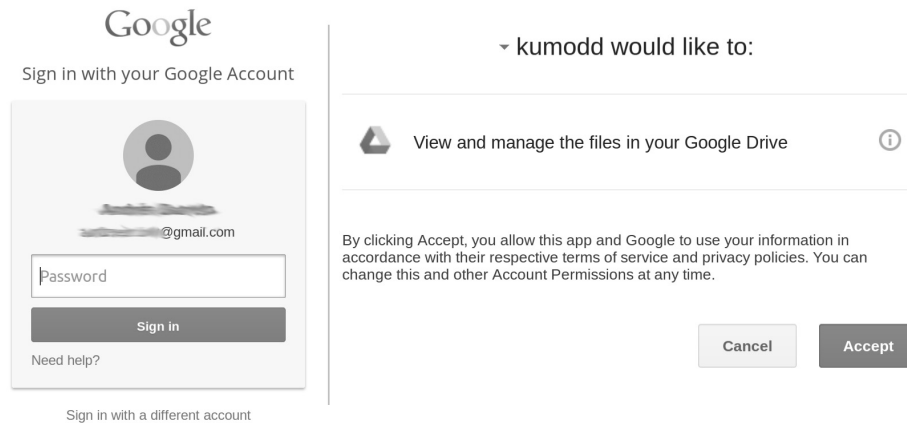 Google
Sign in with your Google Account
@gmail.com
Password
Sign in
Need help?
Sign in with a different account
kumodd would like to:
View and manage the files in your Google Drive
By clicking Accept, you allow this app and Google to use your information in
accordance with their respective terms of service and privacy policies. You can
change this and other Account Permissions at any time.
Cancel
Accept